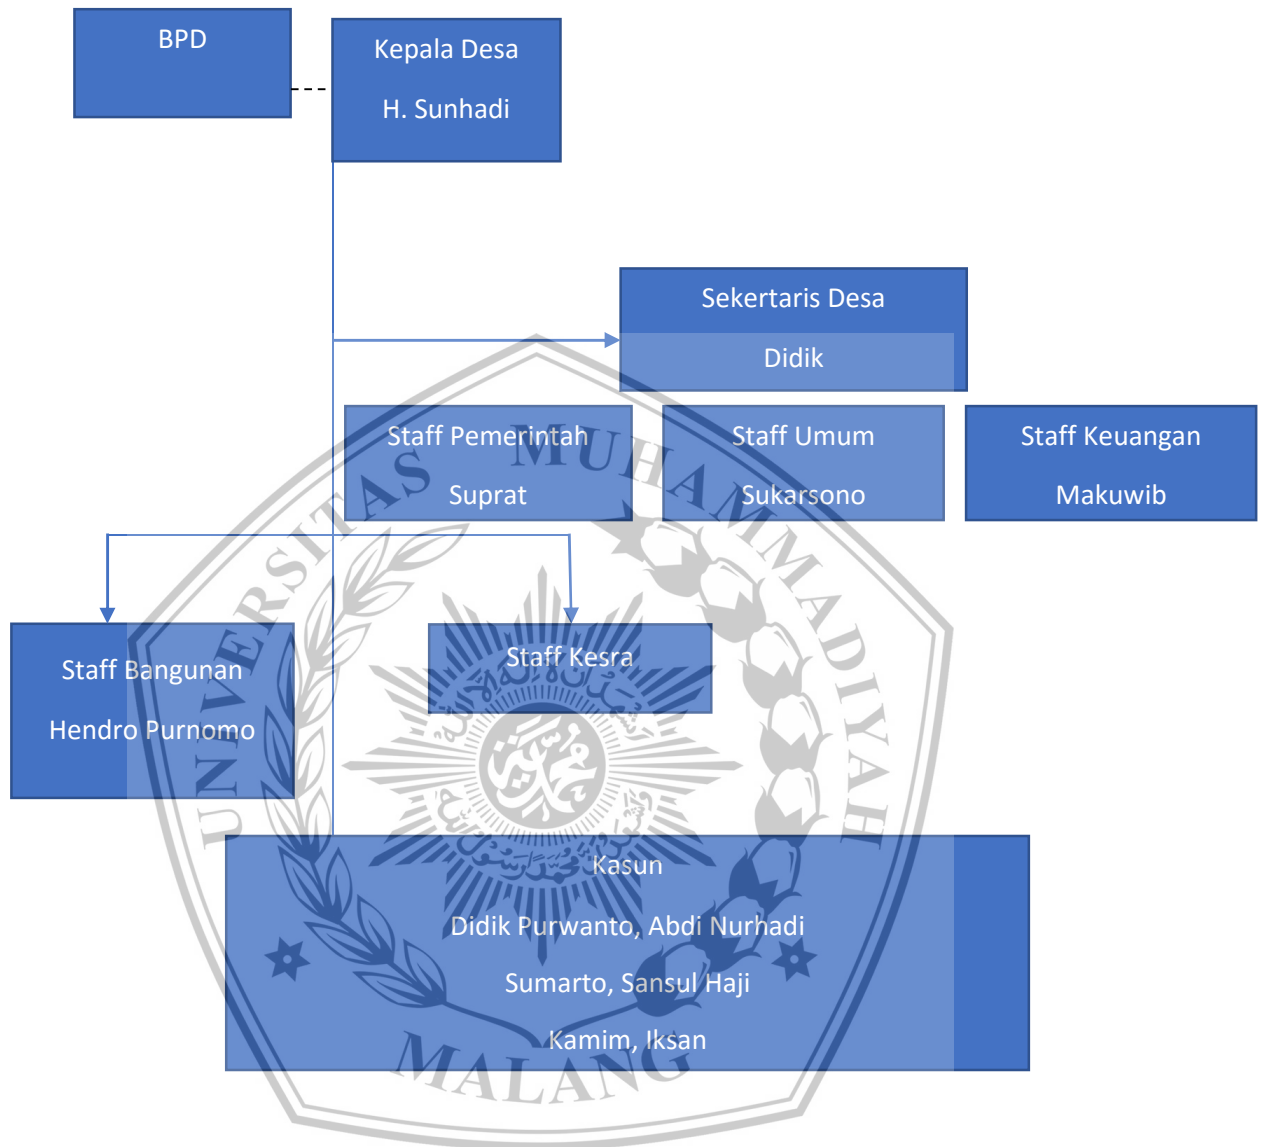 BPD
Kepala Desa
H. Sunhadi
Sekertaris Desa
Didik
Staff Pemerintah
Suprat
Staff Umum
Sukarsono
Staff Keuangan
Makuwib
Staff Bangunan
Hendro Purnomo
Staff Kesra
Kasun
Didik Purwanto, Abdi Nurhadi
Sumarto, Sansul Haji
Kamim, Iksan
UNIVERSITAS MUHAMMADIYAH
MALANG